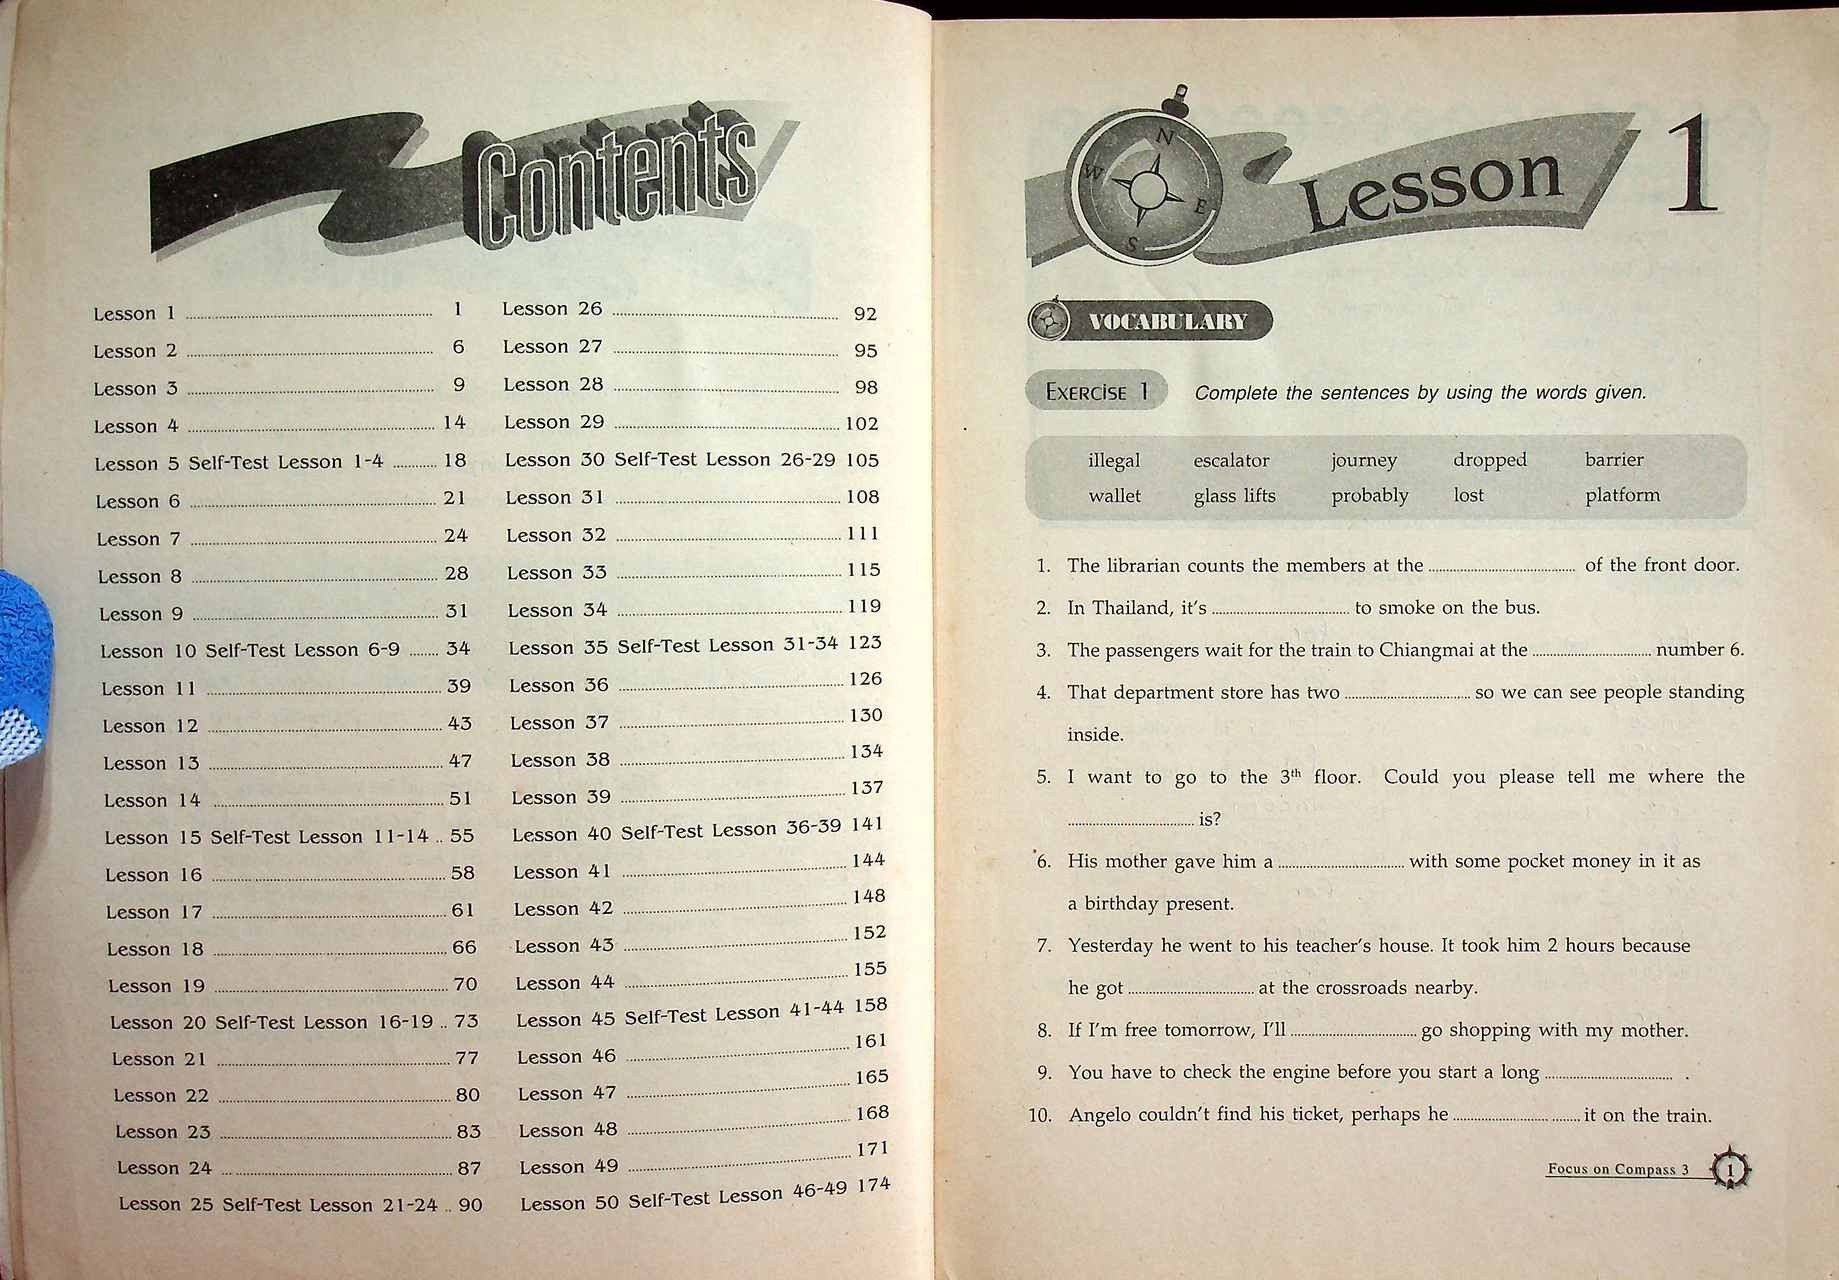 Contents
Lesson 1 ........ 1
Lesson 2 ........ 6
Lesson 3 ........ 9
Lesson 4 ........ 14
Lesson 5 Self-Test Lesson 1-4 ........ 18
Lesson 6 ........ 21
Lesson 7 ........ 24
Lesson 8 ........ 28
Lesson 9 ........ 31
Lesson 10 Self-Test Lesson 6-9 ........ 34
Lesson 11 ........ 39
Lesson 12 ........ 43
Lesson 13 ........ 47
Lesson 14 ........ 51
Lesson 15 Self-Test Lesson 11-14 .. 55
Lesson 16 ........ 58
Lesson 17 ........ 61
Lesson 18 ........ 66
Lesson 19 ........ 70
Lesson 20 Self-Test Lesson 16-19 .. 73
Lesson 21 ........ 77
Lesson 22 ........ 80
Lesson 23 ........ 83
Lesson 24 ........ 87
Lesson 25 Self-Test Lesson 21-24 .. 90
Lesson 26 ........ 92
Lesson 27 ........ 95
Lesson 28 ........ 98
Lesson 29 ........ 102
Lesson 30 Self-Test Lesson 26-29 105
Lesson 31 ........ 108
Lesson 32 ........ 111
Lesson 33 ........ 115
Lesson 34 ........ 119
Lesson 35 Self-Test Lesson 31-34 123
Lesson 36 ........ 126
Lesson 37 ........ 130
Lesson 38 ........ 134
Lesson 39 ........ 137
Lesson 40 Self-Test Lesson 36-39 141
Lesson 41 ........ 144
Lesson 42 ........ 148
Lesson 43 ........ 152
Lesson 44 ........ 155
Lesson 45 Self-Test Lesson 41-44 158
Lesson 46 ........ 161
Lesson 47 ........ 165
Lesson 48 ........ 168
Lesson 49 ........ 171
Lesson 50 Self-Test Lesson 46-49 174
N
W
E
S
Lesson 1
VOCABULARY
EXERCISE 1 Complete the sentences by using the words given.
illegal escalator journey dropped barrier
wallet glass lifts probably lost platform
1. The librarian counts the members at the ........ of the front door.
2. In Thailand, it's ........ to smoke on the bus.
3. The passengers wait for the train to Chiangmai at the ........ number 6.
4. That department store has two ........ so we can see people standing
inside.
5. I want to go to the 3th floor. Could you please tell me where the
........ is?
6. His mother gave him a ........ with some pocket money in it as
a birthday present.
7. Yesterday he went to his teacher's house. It took him 2 hours because
he got ........ at the crossroads nearby.
8. If I'm free tomorrow, I'll ........ go shopping with my mother.
9. You have to check the engine before you start a long ........ .
10. Angelo couldn't find his ticket, perhaps he ........ it on the train.
Focus on Compass 3 1